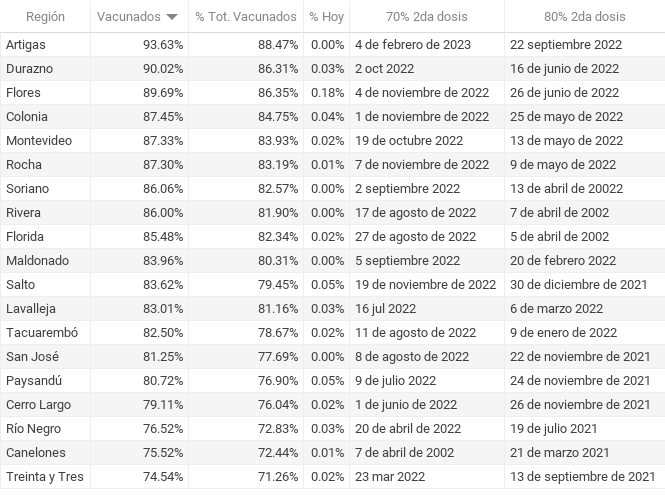 Región Vacunados % Tot. Vacunados % Hoy 70% 2da dosis 80% 2da dosis
Artigas 93.63% 88.47% 0.00% 4 de febrero de 2023 22 septiembre 2022
Durazno 90.02% 86.31% 0.03% 2 oct 2022 16 de junio de 2022
Flores 89.69% 86.35% 0.18% 4 de noviembre de 2022 26 de junio de 2022
Colonia 87.45% 84.75% 0.04% 1 de noviembre de 2022 25 de mayo de 2022
Montevideo 87.33% 83.93% 0.02% 19 de octubre de 2022 13 de mayo de 2022
Rocha 87.30% 83.19% 0.01% 7 de noviembre de 2022 9 de mayo de 2022
Soriano 86.06% 82.57% 0.00% 2 septiembre 2022 13 de abril de 20022
Rivera 86.00% 81.90% 0.00% 17 de agosto de 2022 7 de abril de 2002
Florida 85.48% 82.34% 0.02% 27 de agosto de 2022 5 de abril de 2002
Maldonado 83.96% 80.31% 0.00% 5 septiembre 2022 20 de febrero 2022
Salto 83.62% 79.45% 0.05% 19 de noviembre de 2022 30 de diciembre de 2021
Lavalleja 83.01% 81.16% 0.03% 16 jul 2022 6 de marzo 2022
Tacuarembó 82.50% 78.67% 0.02% 11 de agosto de 2022 9 de enero de 2022
San José 81.25% 77.69% 0.00% 8 de agosto de 2022 22 de noviembre de 2021
Paysandú 80.72% 76.90% 0.05% 9 de julio 2022 24 de noviembre de 2021
Cerro Largo 79.11% 76.04% 0.02% 1 de junio de 2022 26 de noviembre de 2021
Río Negro 76.52% 72.83% 0.03% 20 de abril de 2022 19 de julio 2021
Canelones 75.52% 72.44% 0.01% 7 de abril de 2002 21 de marzo 2021
Treinta y Tres 74.54% 71.26% 0.02% 23 mar 2022 13 de septiembre de 2021